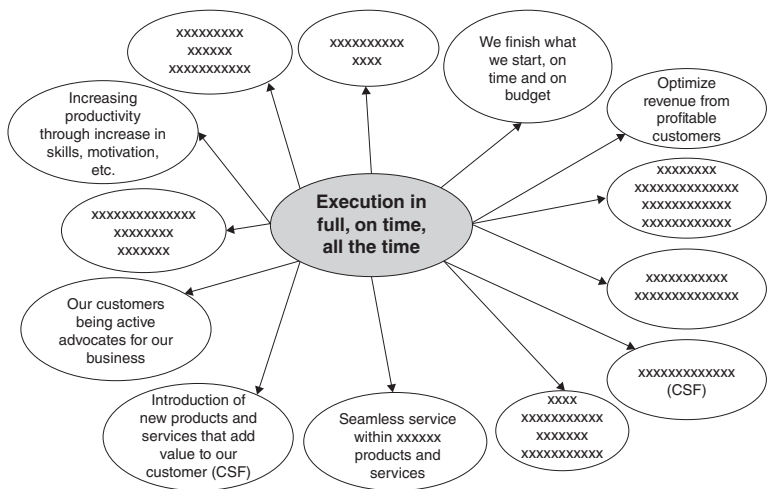 xxxxxxxxx
xxxxxx
xxxxxxxxxxx
xxxxxxxxxx
xxxx
We finish what
we start, on
time and on
budget
Optimize
revenue from
profitable
customers
Increasing
productivity
through increase in
skills, motivation,
etc.
xxxxxxxx
xxxxxxxxxxxxxx
xxxxxxxxxxxx
xxxxxxxxxxxx
Execution in
full, on time,
all the time
xxxxxxxxxxxxxx
xxxxxxxx
xxxxxxx
xxxxxxxxxxx
xxxxxxxxxxxxxx
Our customers
being active
advocates for our
business
xxxxxxxxxxxxx
(CSF)
Introduction of
new products and
services that add
value to our
customer (CSF)
Seamless service
within xxxxxx
products and
services
xxxx
xxxxxxxxxxx
xxxxxxx
xxxxxxxxxxx